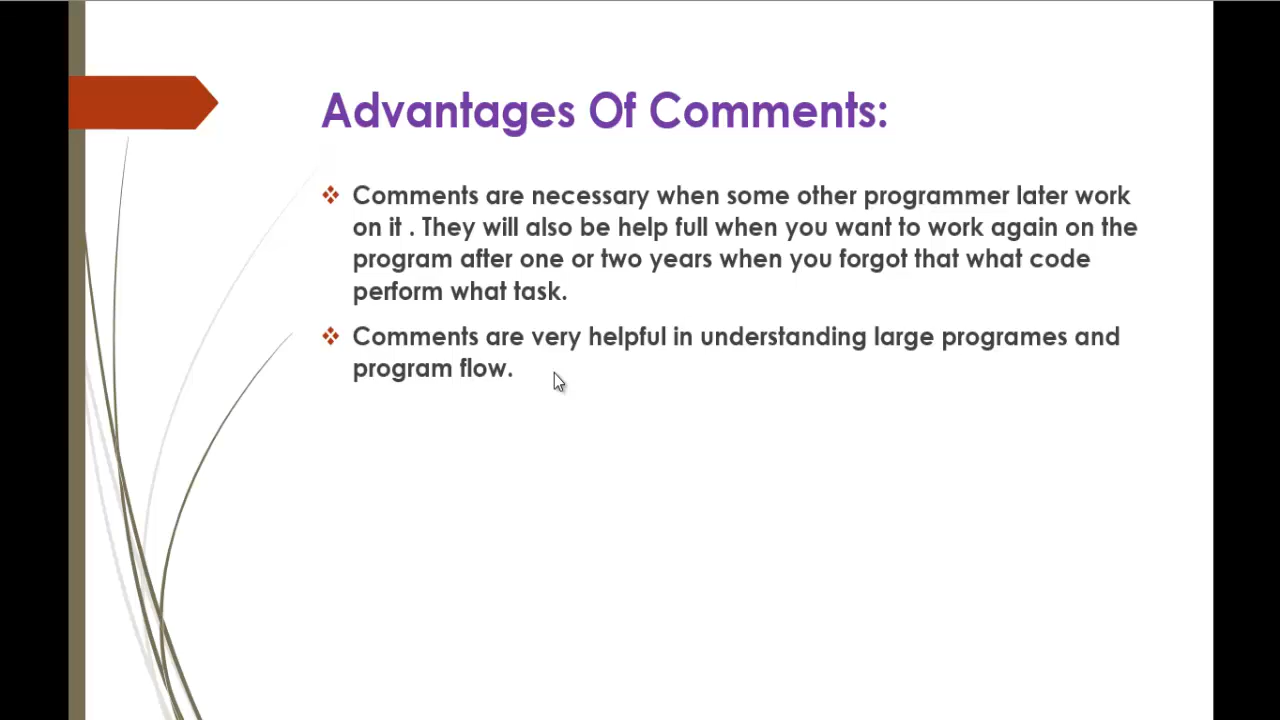 Advantages Of Comments:
Comments are necessary when some other programmer later work
on it . They will also be help full when you want to work again on the
program after one or two years when you forgot that what code
perform what task.
Comments are very helpful in understanding large programes and
program flow.